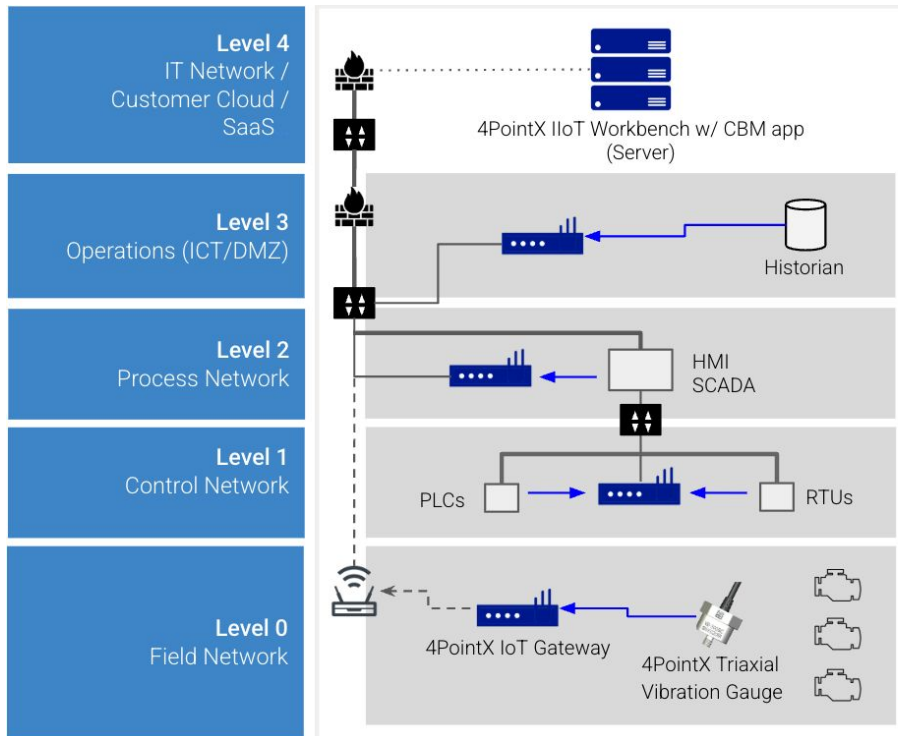 Level 4
IT Network /
Customer Cloud /
SaaS
4PointX IIoT Workbench w/ CBM app
(Server)
Level 3
Operations (ICT/DMZ)
Historian
Level 2
Process Network
HMI
SCADA
Level 1
Control Network
PLCs
RTUs
Level 0
Field Network
4PointX IoT Gateway
4PointX Triaxial
Vibration Gauge